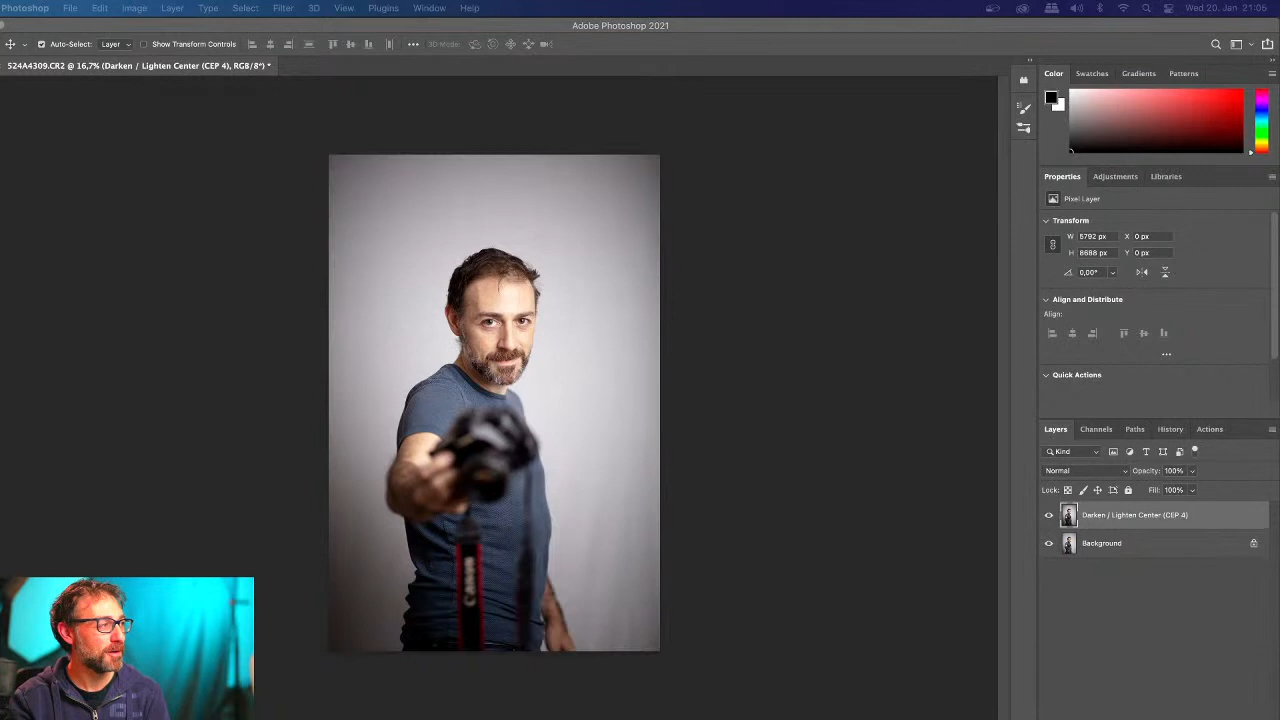 Photoshop File Edit Image Layer Type Select Filter 3D View Plugins Window Help Wed 20. Jan 21:06
Adobe Photoshop 2021
Auto-Select: Layer Show Transform Controls 3D Mode:
524A4309.CR2 @ 16,7% (Darken / Lighten Center (CEP 4), RGB/8*) *
Color Swatches Gradients Patterns
Properties Adjustments Libraries
Pixel Layer
Transform
W 5792 px X 0 px
H 8688 px Y 0 px
0,00°
Align and Distribute
Align:
Quick Actions
Layers Channels Paths History Actions
Kind
Normal Opacity: 100%
Lock: Fill: 100%
Darken / Lighten Center (CEP 4)
Background
Canon